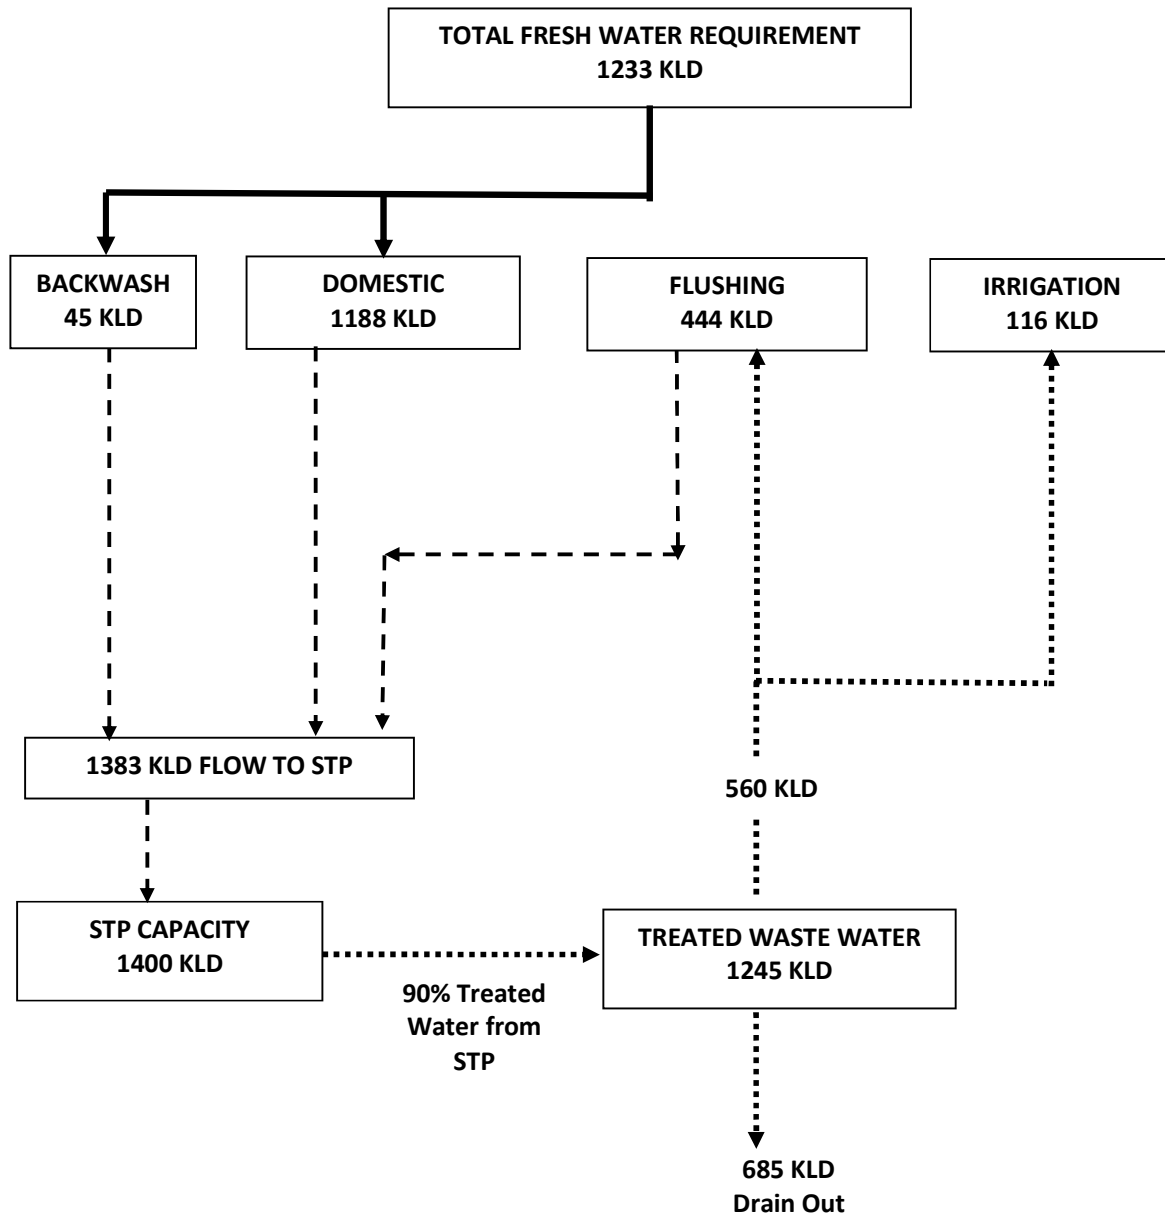 TOTAL FRESH WATER REQUIREMENT
1233 KLD
BACKWASH
45 KLD
DOMESTIC
1188 KLD
FLUSHING
444 KLD
IRRIGATION
116 KLD
1383 KLD FLOW TO STP
560 KLD
STP CAPACITY
1400 KLD
90% Treated
Water from
STP
TREATED WASTE WATER
1245 KLD
685 KLD
Drain Out